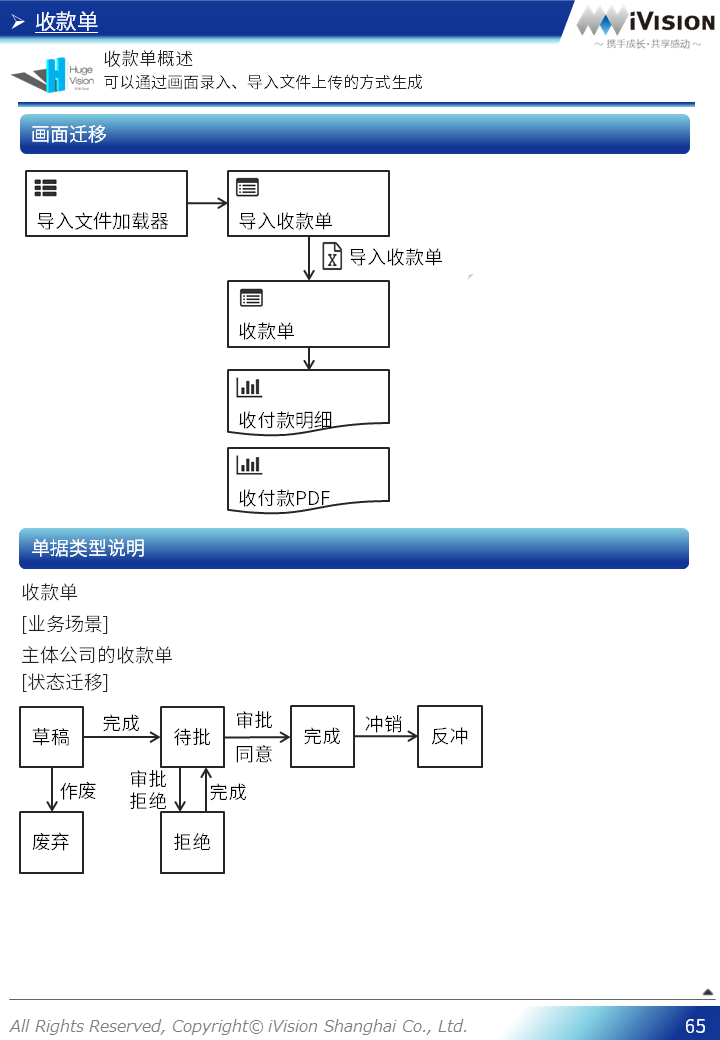 收款单
iVISION
～ 携手成长·共享感动 ～
Huge
Vision
收款单概述
可以通过画面录入、导入文件上传的方式生成
画面迁移
导入文件加载器
导入收款单
导入收款单
收款单
收付款明细
收付款PDF
单据类型说明
收款单
[业务场景]
主体公司的收款单
[状态迁移]
草稿
完成
待批
审批
同意
完成
冲销
反冲
作废
审批
拒绝
完成
废弃
拒绝
All Rights Reserved, Copyright© iVision Shanghai Co., Ltd.
65